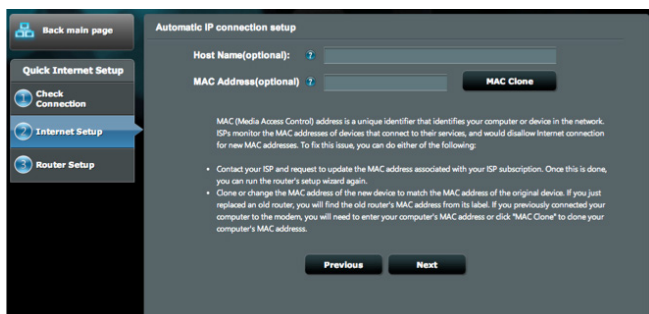 Back main page
Quick Internet Setup
1 Check
Connection
2 Internet Setup
3 Router Setup
Automatic IP connection setup
Host Name(optional): ?
MAC Address(optional) ? MAC Clone
MAC (Media Access Control) address is a unique identifier that identifies your computer or device in the network.
ISPs monitor the MAC addresses of devices that connect to their services, and would disallow Internet connection
for new MAC addresses. To fix this issue, you can do either of the following:
• Contact your ISP and request to update the MAC address associated with your ISP subscription. Once this is done,
you can run the router's setup wizard again.
• Clone or change the MAC address of the new device to match the MAC address of the original device. If you just
replaced an old router, you will find the old router's MAC address from its label. If you previously connected your
computer to the modem, you will need to enter your computer's MAC address or click "MAC Clone" to clone your
computer's MAC addresss.
Previous Next